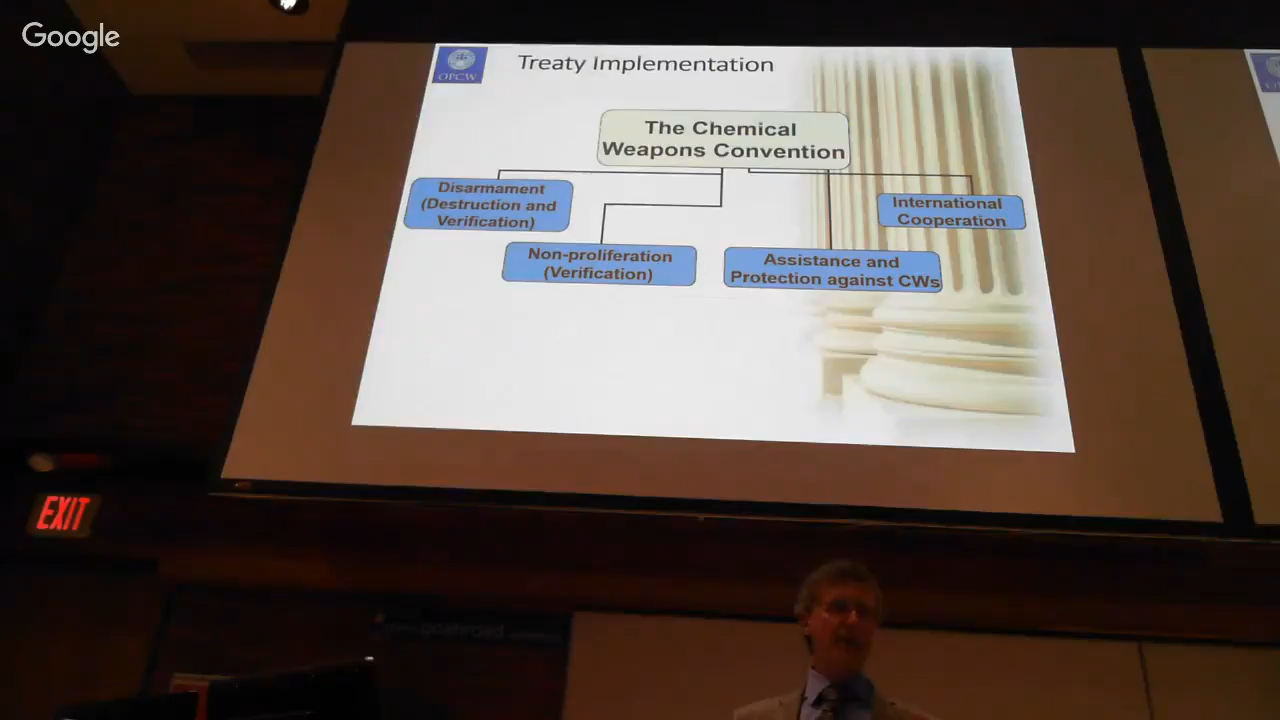 Google
OPCW
Treaty Implementation
The Chemical
Weapons Convention
Disarmament
(Destruction and
Verification)
International
Cooperation
Non-proliferation
(Verification)
Assistance and
Protection against CWs
EXIT